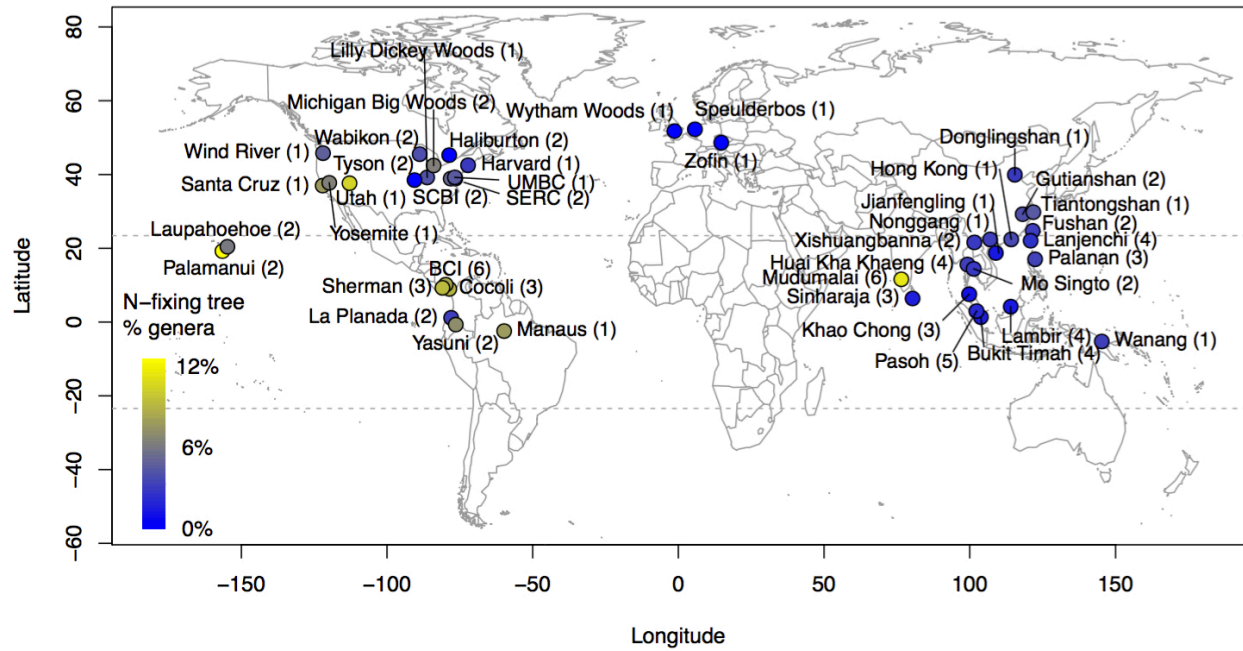 80
60
40
20
0
−20
−40
−60
Latitude
Lilly Dickey Woods (1)
Michigan Big Woods (2)
Wytham Woods (1)
Speulderbos (1)
Wabikon (2)
Haliburton (2)
Donglingshan (1)
Wind River (1)
Tyson (2)
Harvard (1)
Zofin (1)
Hong Kong (1)
Gutianshan (2)
Santa Cruz (1)
Utah (1)
SCBI (2)
UMBC (1)
SERC (2)
Jianfengling (1)
Tiantongshan (1)
Nonggang (1)
Fushan (2)
Laupahoehoe (2)
Yosemite (1)
Xishuangbanna (2)
Lanjenchi (4)
Palamanui (2)
BCI (6)
Huai Kha Khaeng (4)
Palanan (3)
Mudumalai (6)
Mo Singto (2)
N−fixing tree
% genera
Sherman (3)
Cocoli (3)
Sinharaja (3)
La Planada (2)
Manaus (1)
Khao Chong (3)
Lambir (4)
Wanang (1)
Yasuni (2)
Pasoh (5)
Bukit Timah (4)
12%
6%
0%
−150
−100
−50
0
50
100
150
Longitude